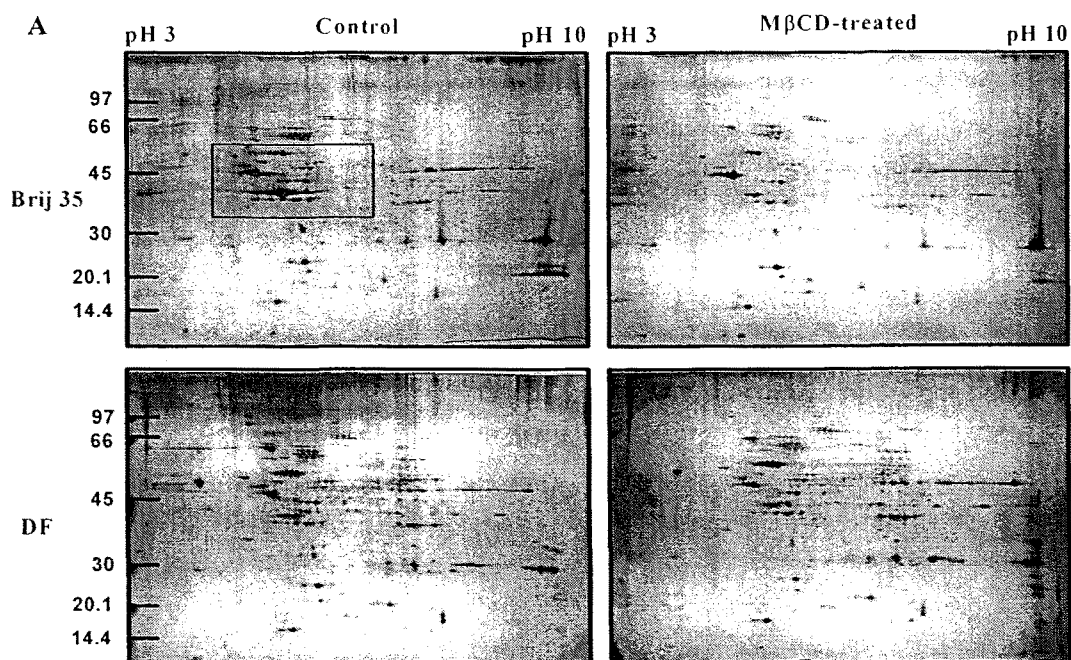 A
Control
MβCD-treated
pH 3
pH 10
pH 3
pH 10
97
66
45
30
20.1
14.4
Brij 35
97
66
45
30
20.1
14.4
DF